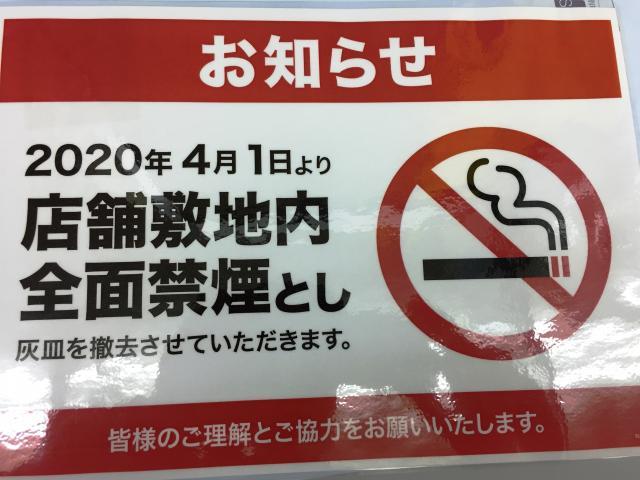 お知らせ
2020年 4月 1日より
店舗敷地内
全面禁煙とし
灰皿を撤去させていただきます。
皆様のご理解とご協力をお願いいたします。